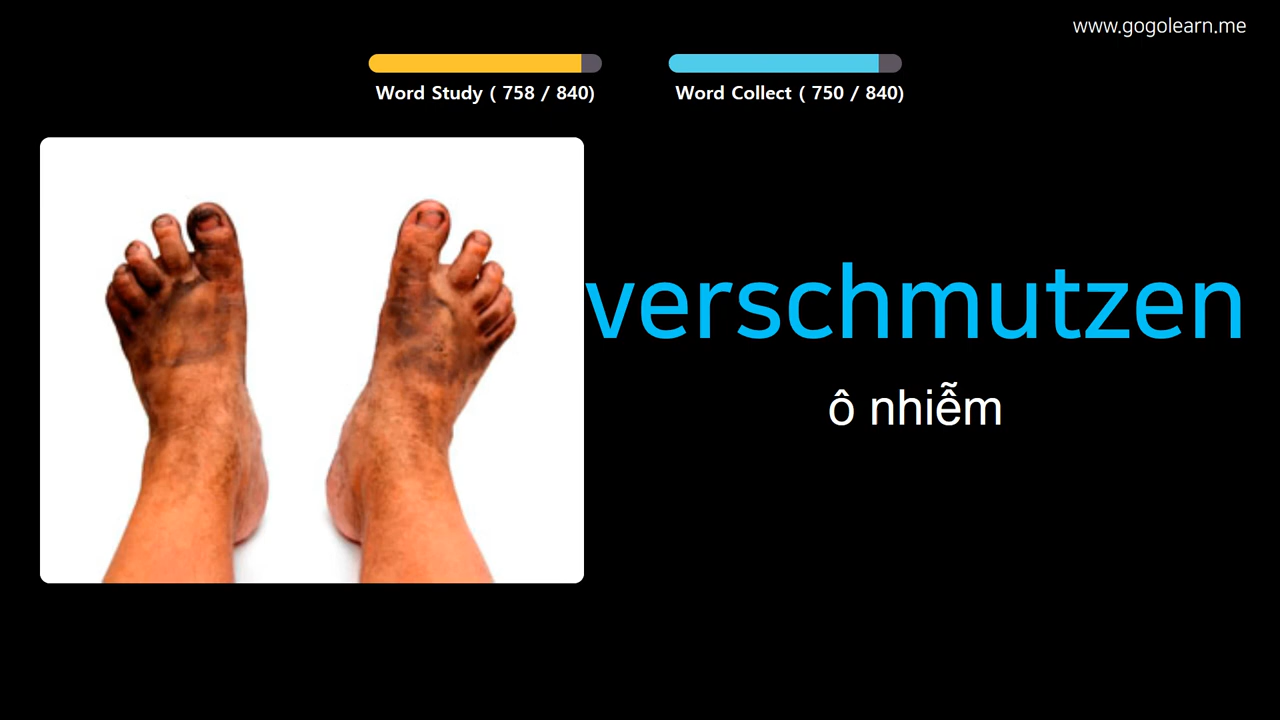 www.gogolearn.me
Word Study ( 758 / 840)
Word Collect ( 750 / 840)
verschmutzen
ô nhiễm